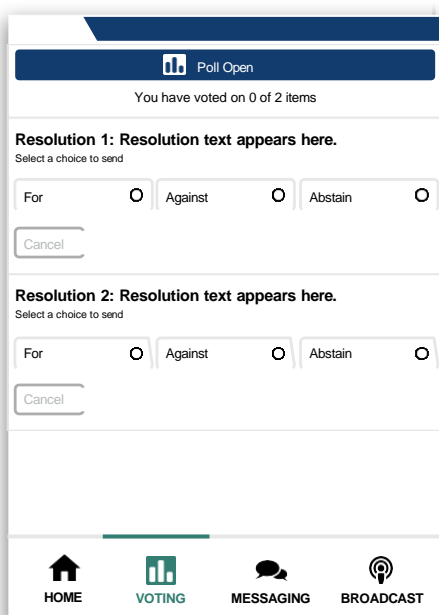 Poll Open
You have voted on 0 of 2 items
Resolution 1: Resolution text appears here.
Select a choice to send
For Against Abstain
Cancel
Resolution 2: Resolution text appears here.
Select a choice to send
For Against Abstain
Cancel
HOME VOTING MESSAGING BROADCAST